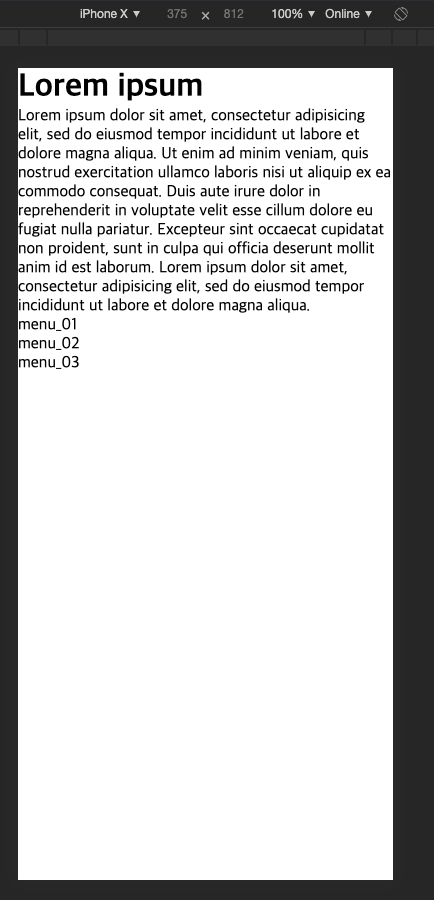 iPhone X ▼ 375 × 812 100% ▼ Online ▼
Lorem ipsum
Lorem ipsum dolor sit amet, consectetur adipisicing
elit, sed do eiusmod tempor incididunt ut labore et
dolore magna aliqua. Ut enim ad minim veniam, quis
nostrud exercitation ullamco laboris nisi ut aliquip ex ea
commodo consequat. Duis aute irure dolor in
reprehenderit in voluptate velit esse cillum dolore eu
fugiat nulla pariatur. Excepteur sint occaecat cupidatat
non proident, sunt in culpa qui officia deserunt mollit
anim id est laborum. Lorem ipsum dolor sit amet,
consectetur adipisicing elit, sed do eiusmod tempor
incididunt ut labore et dolore magna aliqua.
menu_01
menu_02
menu_03